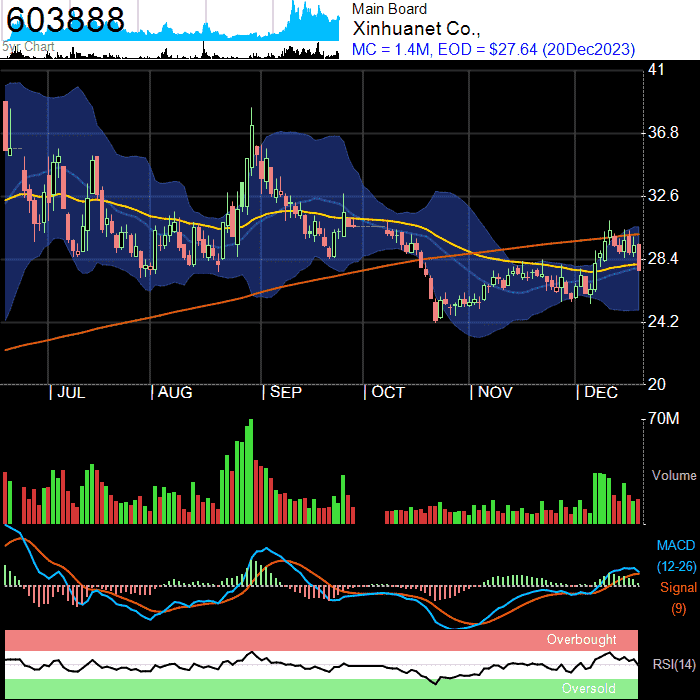 603888
5yr Chart
Main Board
Xinhuanet Co.,
MC = 1.4M, EOD = $27.64 (20Dec2023)
41
36.8
32.6
28.4
24.2
20
| JUL | AUG | SEP | OCT | NOV | DEC
70M
Volume
MACD
(12-26)
Signal
(9)
Overbought
RSI(14)
Oversold